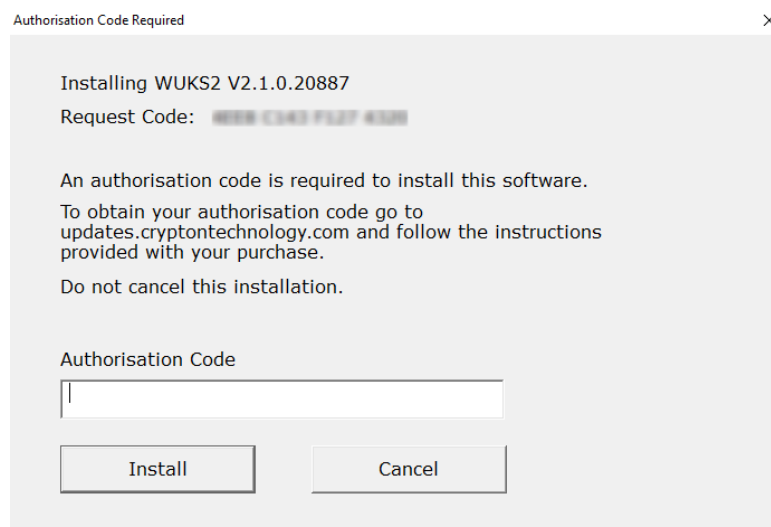 Authorisation Code Required
Installing WUKS2 V2.1.0.20887
Request Code:
An authorisation code is required to install this software.
To obtain your authorisation code go to
updates.cryptontechnology.com and follow the instructions
provided with your purchase.
Do not cancel this installation.
Authorisation Code
Install
Cancel